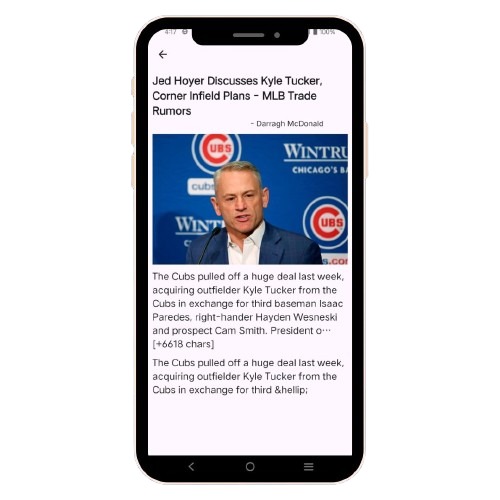 4:17
100%
Jed Hoyer Discusses Kyle Tucker,
Corner Infield Plans - MLB Trade
Rumors
- Darragh McDonald
CUBS
WINTRU
CHICAGO'S BA
cubs
WINT
CUBS
s.com
The Cubs pulled off a huge deal last week,
acquiring outfielder Kyle Tucker from the
Cubs in exchange for third baseman Isaac
Paredes, right-hander Hayden Wesneski
and prospect Cam Smith. President o…
[+6618 chars]
The Cubs pulled off a huge deal last week,
acquiring outfielder Kyle Tucker from the
Cubs in exchange for third &hellip;